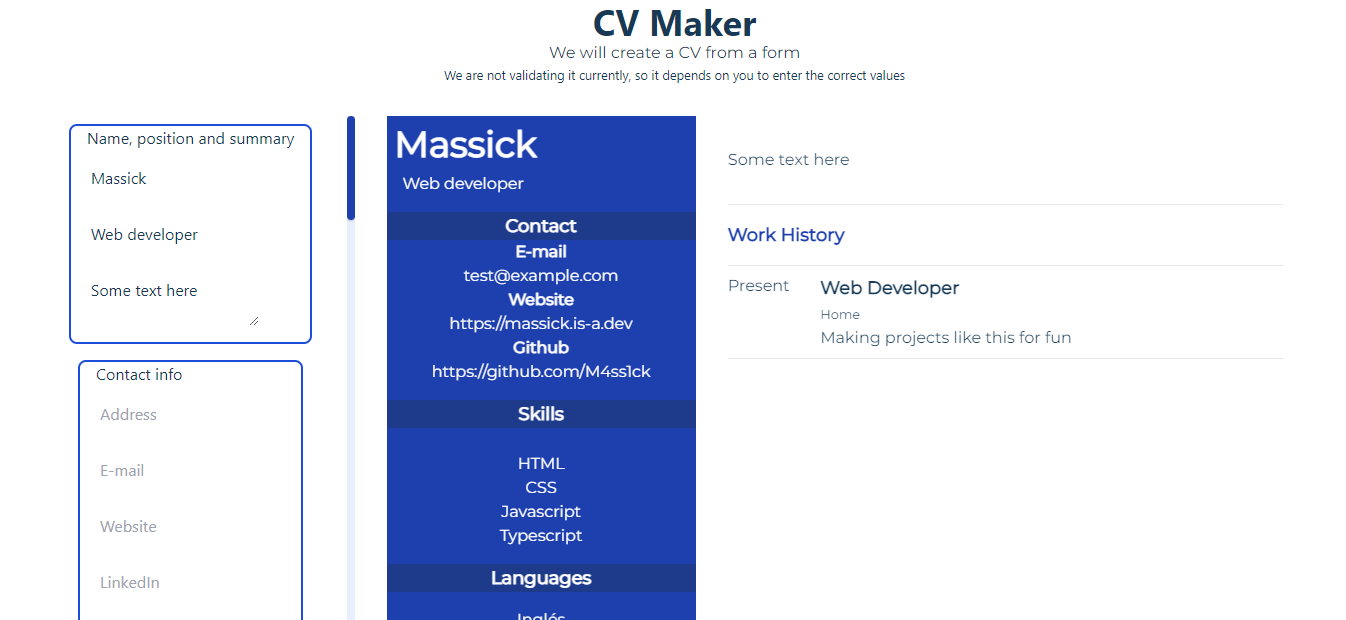 CV Maker
We will create a CV from a form
We are not validating it currently, so it depends on you to enter the correct values
Name, position and summary
Massick
Web developer
Some text here
Contact info
Address
E-mail
Website
LinkedIn
Massick
Web developer
Contact
E-mail
test@example.com
Website
https://massick.is-a.dev
Github
https://github.com/M4ss1ck
Skills
HTML
CSS
Javascript
Typescript
Languages
Inglés
Some text here
Work History
Present
Web Developer
Home
Making projects like this for fun